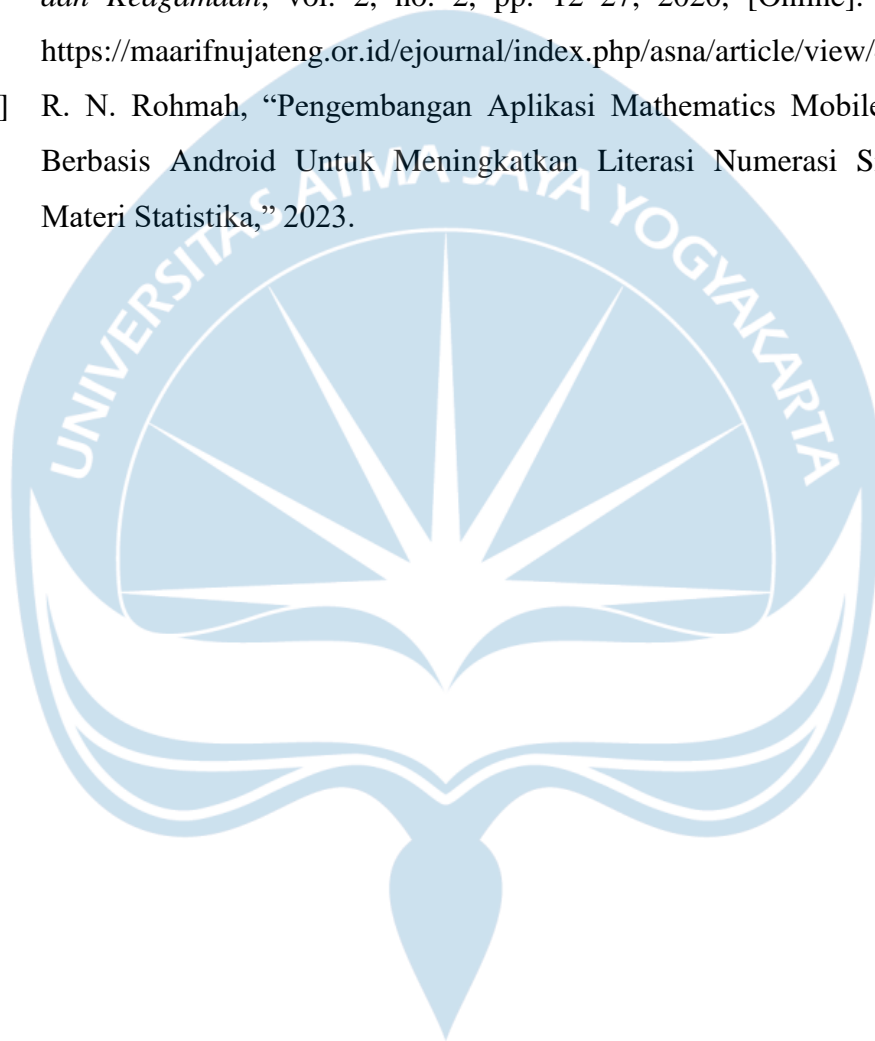 dan Keagamaan, vol. 2, no. 2, pp. 12–27, 2020, [Online].
https://maarifnujateng.or.id/ejournal/index.php/asna/article/view/
] R. N. Rohmah, “Pengembangan Aplikasi Mathematics Mobile
Berbasis Android Untuk Meningkatkan Literasi Numerasi S
Materi Statistika,” 2023.
UNIVERSITAS ATMA JAYA YOGYAKARTA